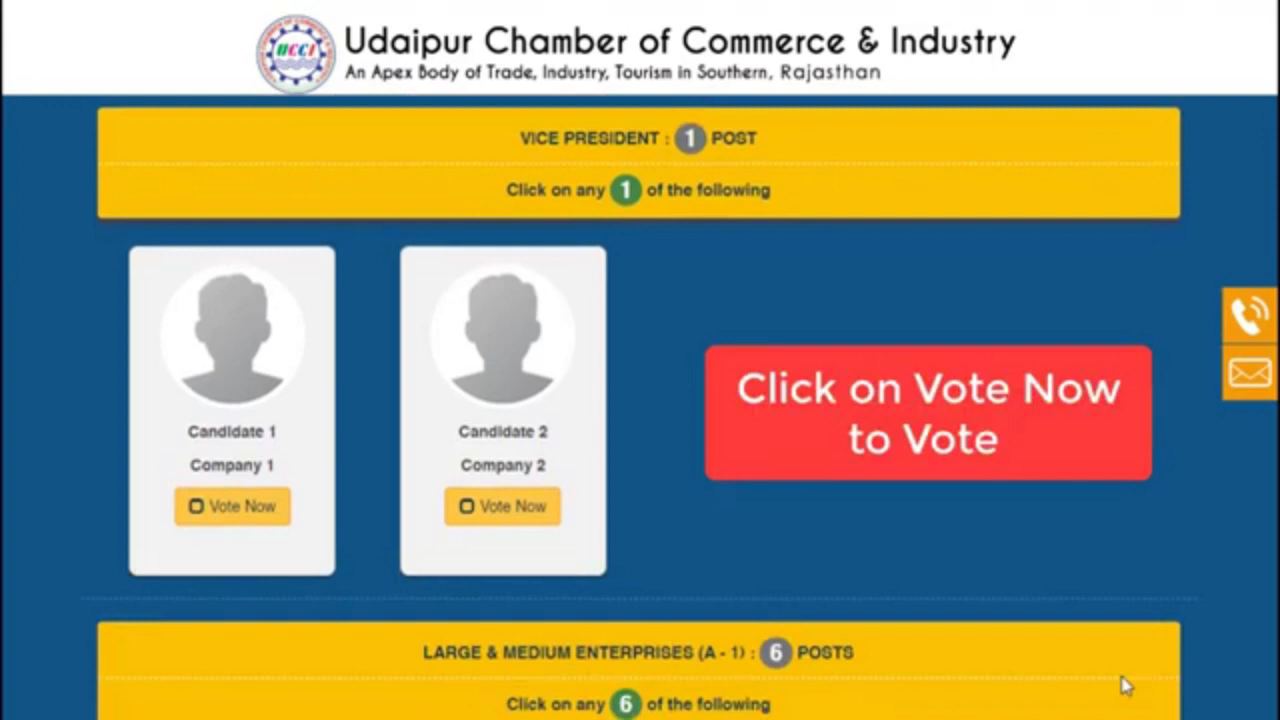 UCCI
Udaipur Chamber of Commerce & Industry
An Apex Body of Trade, Industry, Tourism in Southern, Rajasthan
VICE PRESIDENT : 1 POST
Click on any 1 of the following
Candidate 1
Company 1
Vote Now
Candidate 2
Company 2
Vote Now
Click on Vote Now
to Vote
LARGE & MEDIUM ENTERPRISES (A - 1) : 6 POSTS
Click on any 6 of the following